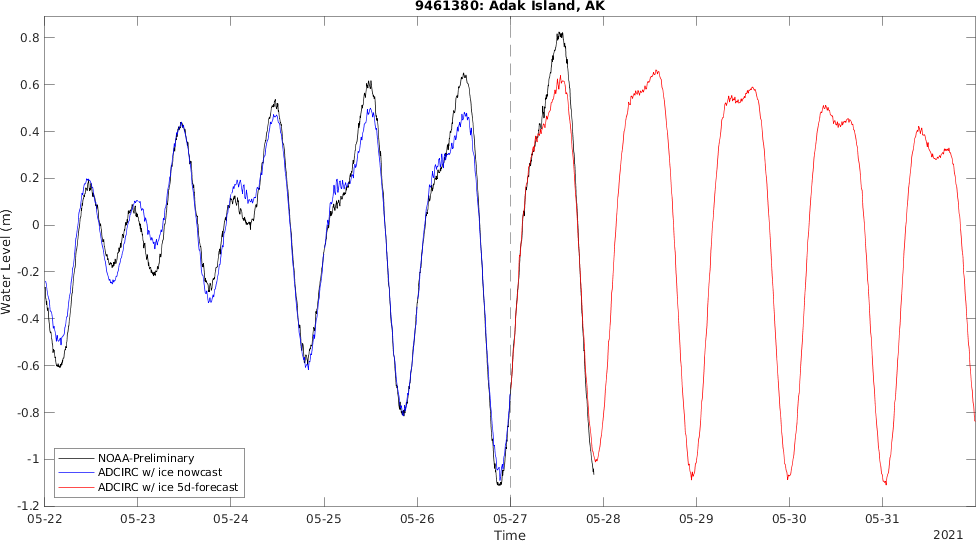 9461380: Adak Island, AK
Water Level (m)
0.8
0.6
0.4
0.2
0
-0.2
-0.4
-0.6
-0.8
-1
-1.2
NOAA-Preliminary
ADCIRC w/ ice nowcast
ADCIRC w/ ice 5d-forecast
05-22 05-23 05-24 05-25 05-26 05-27 05-28 05-29 05-30 05-31
Time
2021